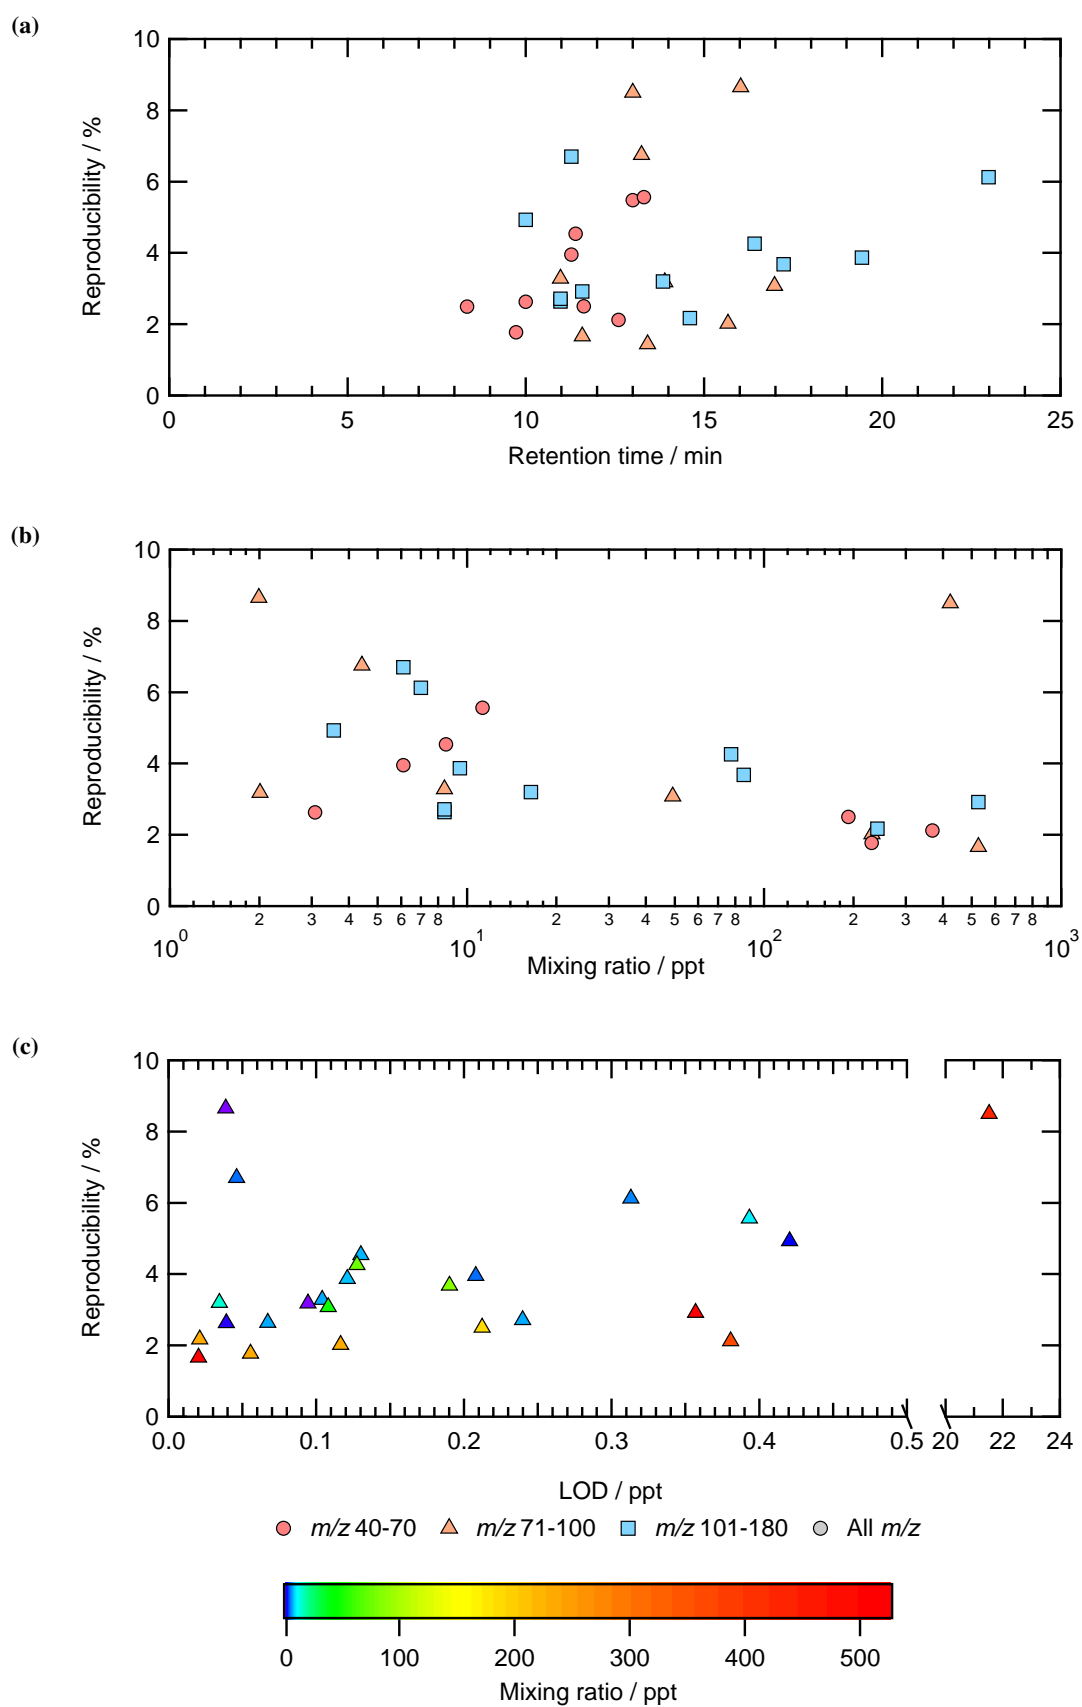 (a)
10
8
6
4
2
0
Reproducibility / %
0 5 10 15 20 25
Retention time / min
(b)
10
8
6
4
2
0
Reproducibility / %
2 3 4 5 6 7 8 2 3 4 5 6 7 8 2 3 4 5 6 7 8
10^0 10^1 10^2 10^3
Mixing ratio / ppt
(c)
10
8
6
4
2
0
Reproducibility / %
0.0 0.1 0.2 0.3 0.4 0.5 20 22 24
LOD / ppt
m/z 40-70 m/z 71-100 m/z 101-180 All m/z
0 100 200 300 400 500
Mixing ratio / ppt